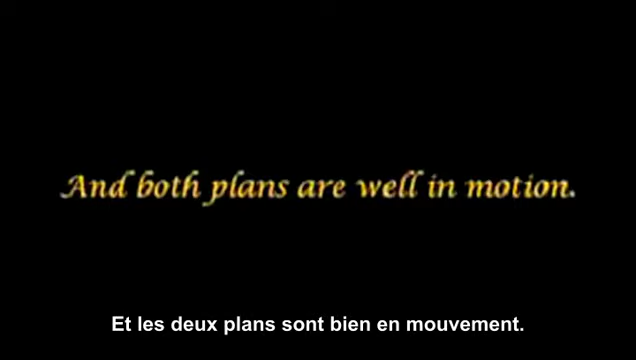 And both plans are well in motion.
Et les deux plans sont bien en mouvement.